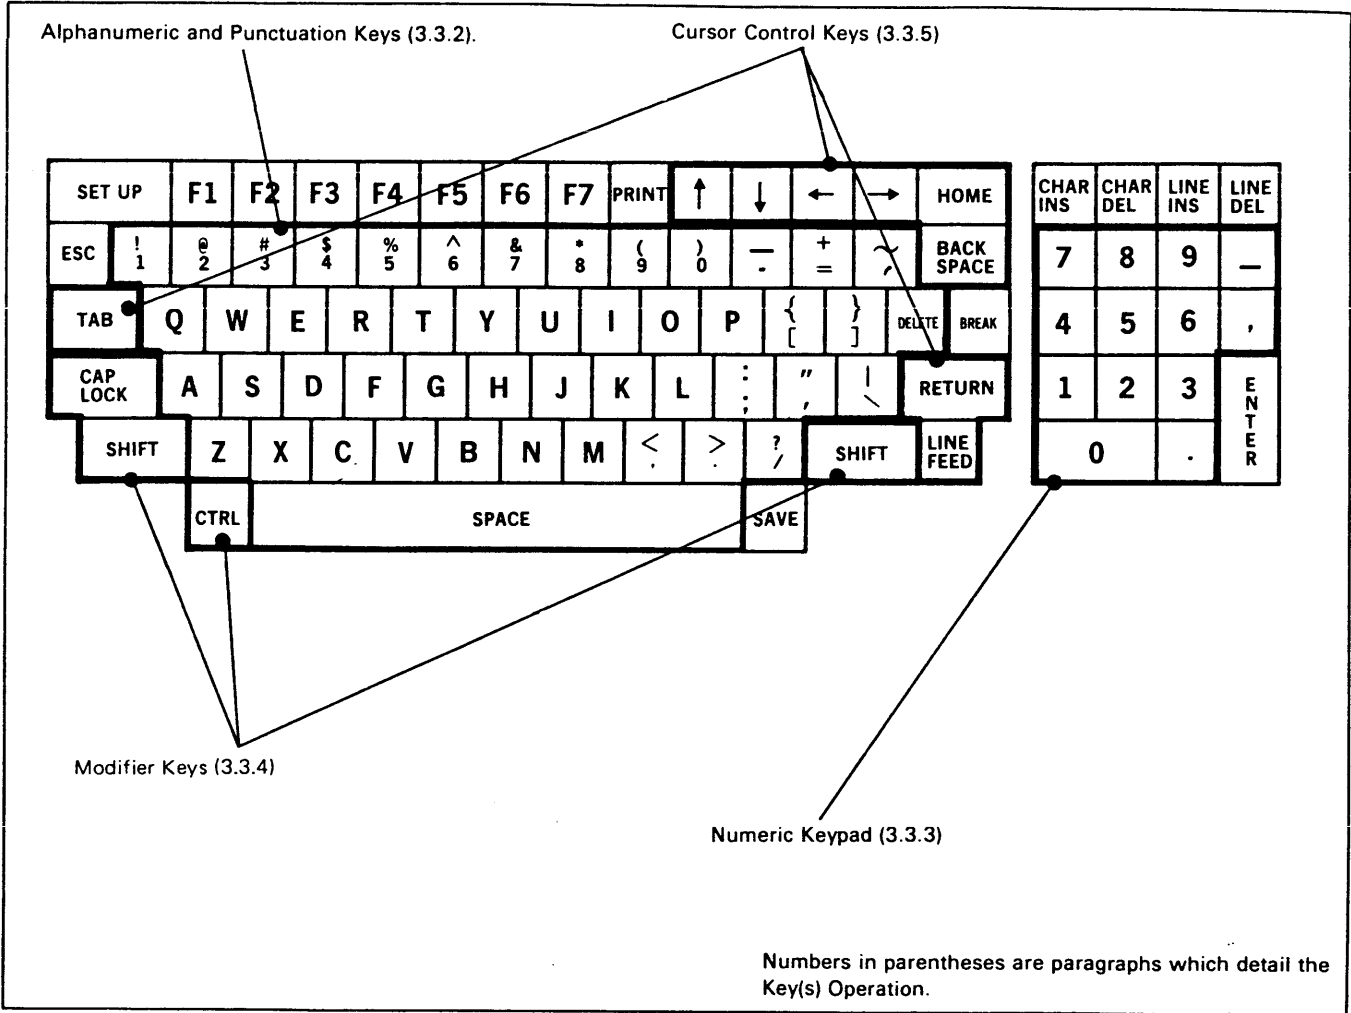 Alphanumeric and Punctuation Keys (3.3.2).
Cursor Control Keys (3.3.5)
SET UP F1 F2 F3 F4 F5 F6 F7 PRINT ↑ ↓ ← → HOME
CHAR INS CHAR DEL LINE INS LINE DEL
ESC ! 1 @ 2 # 3 $ 4 % 5 ^ 6 & 7 * 8 ( 9 ) 0 — - + = ~ ′ BACK SPACE
7 8 9 —
TAB Q W E R T Y U I O P { [ } ] DELETE BREAK
4 5 6 ,
CAP LOCK A S D F G H J K L : ; " ' | \ RETURN
1 2 3 ENTER
SHIFT Z X C V B N M < , > . ? / SHIFT LINE FEED
0 .
CTRL SPACE SAVE
Modifier Keys (3.3.4)
Numeric Keypad (3.3.3)
Numbers in parentheses are paragraphs which detail the
Key(s) Operation.